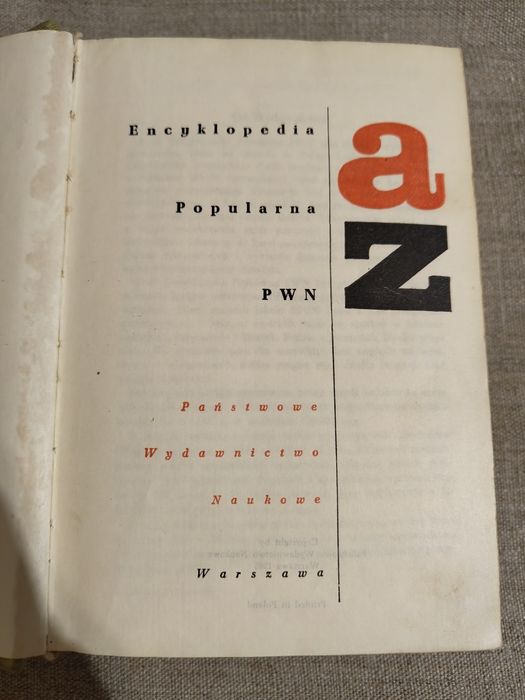 Encyklopedia
a
Popularna
z
PWN
Państwowe
Wydawnictwo
Naukowe
Warszawa